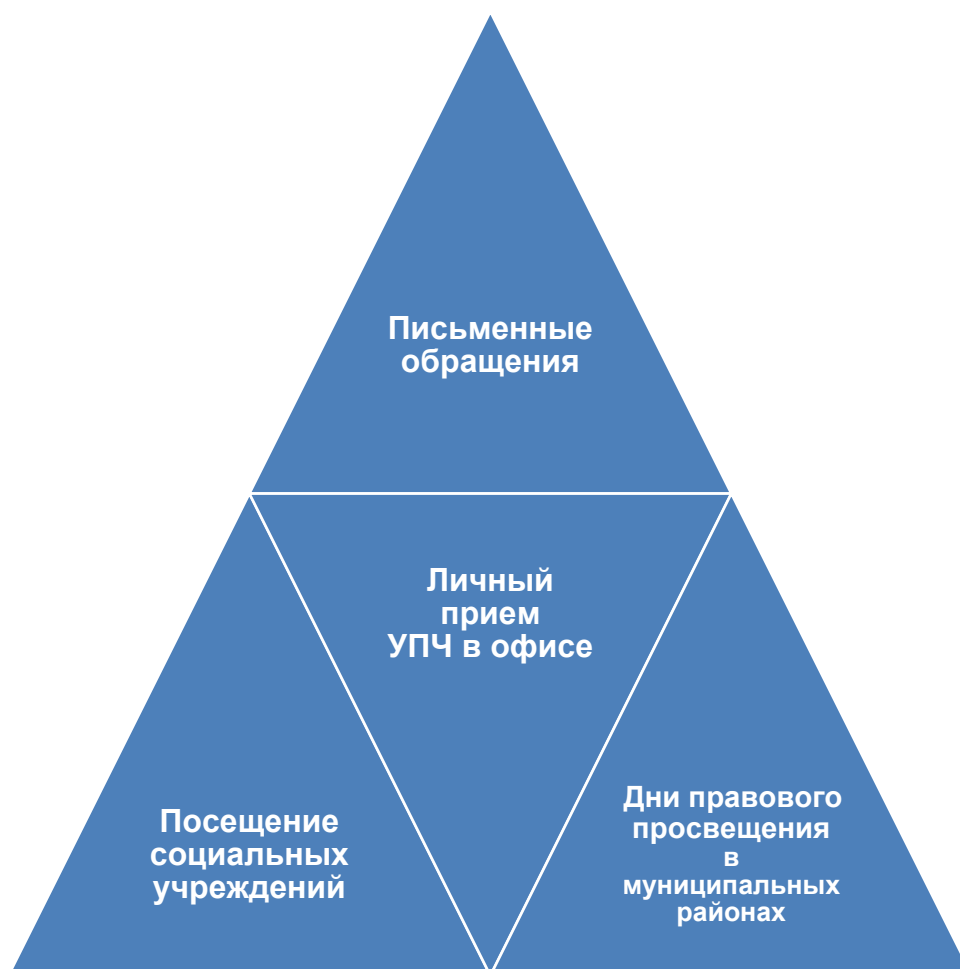 Письменные
обращения
Личный
прием
УПЧ в офисе
Посещение
социальных
учреждений
Дни правового
просвещения
в
муниципальных
районах